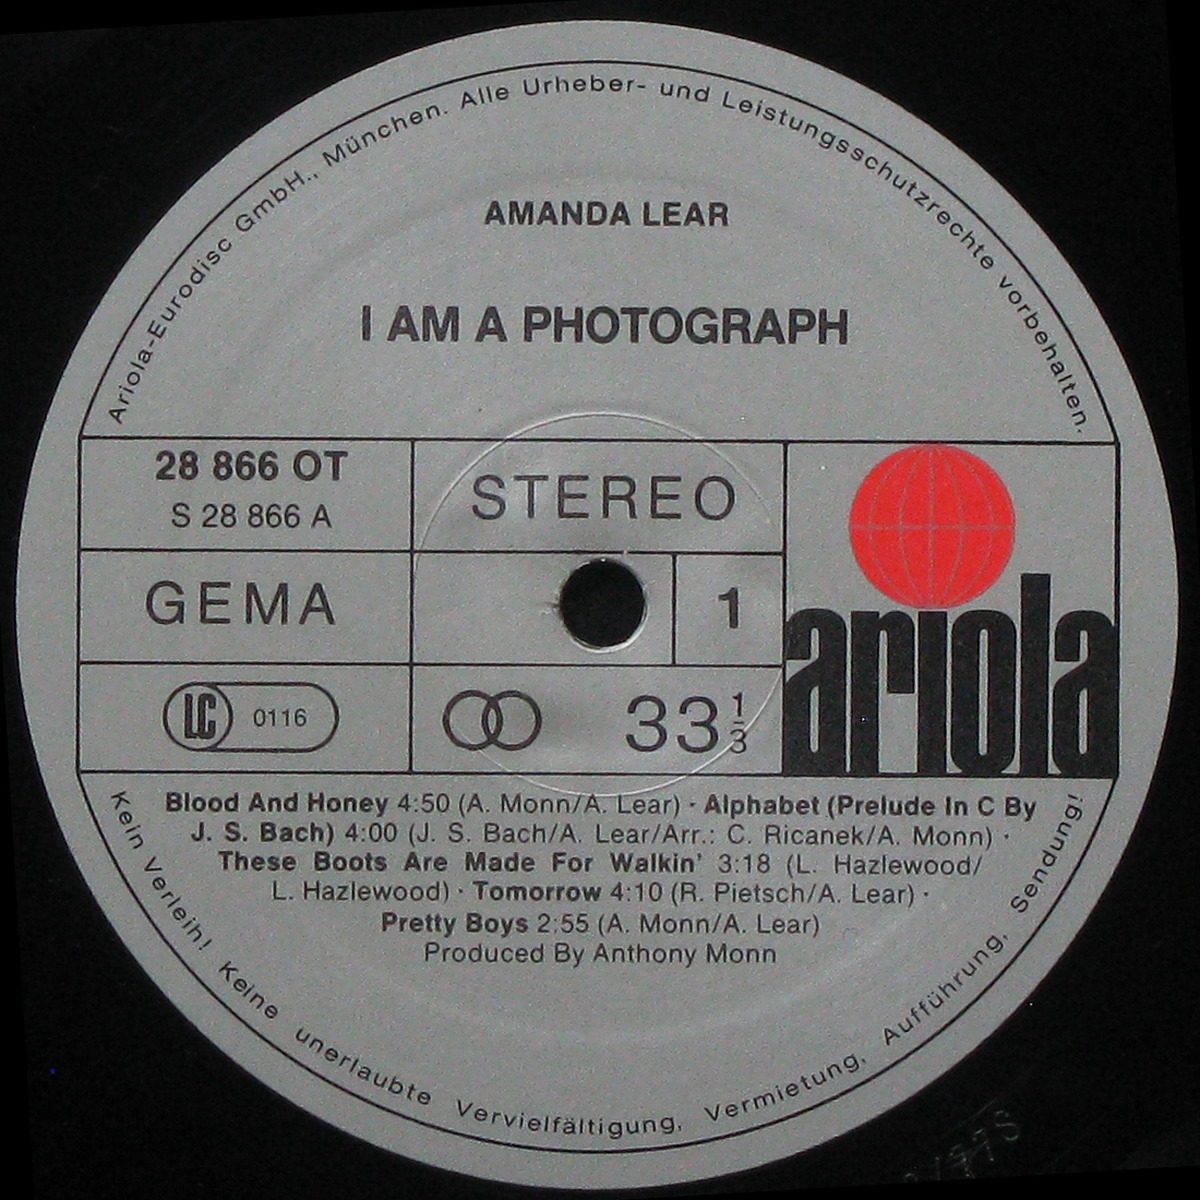 Ariola-Eurodisc GmbH., München. Alle Urheber- und Leistungsschutzrechte vorbehalten.
AMANDA LEAR
I AM A PHOTOGRAPH
28 866 OT
S 28 866 A
STEREO
GEMA
1
LC 0116
33 1/3
ariola
Blood And Honey 4:50 (A. Monn/A. Lear) · Alphabet (Prelude In C By
J. S. Bach) 4:00 (J. S. Bach/A. Lear/Arr.: C. Ricanek/A. Monn) ·
These Boots Are Made For Walkin' 3:18 (L. Hazlewood/
L. Hazlewood) · Tomorrow 4:10 (R. Pietsch/A. Lear) ·
Pretty Boys 2:55 (A. Monn/A. Lear)
Produced By Anthony Monn
Kein Verleih! Keine unerlaubte Vervielfältigung, Vermietung, Aufführung, Sendung!